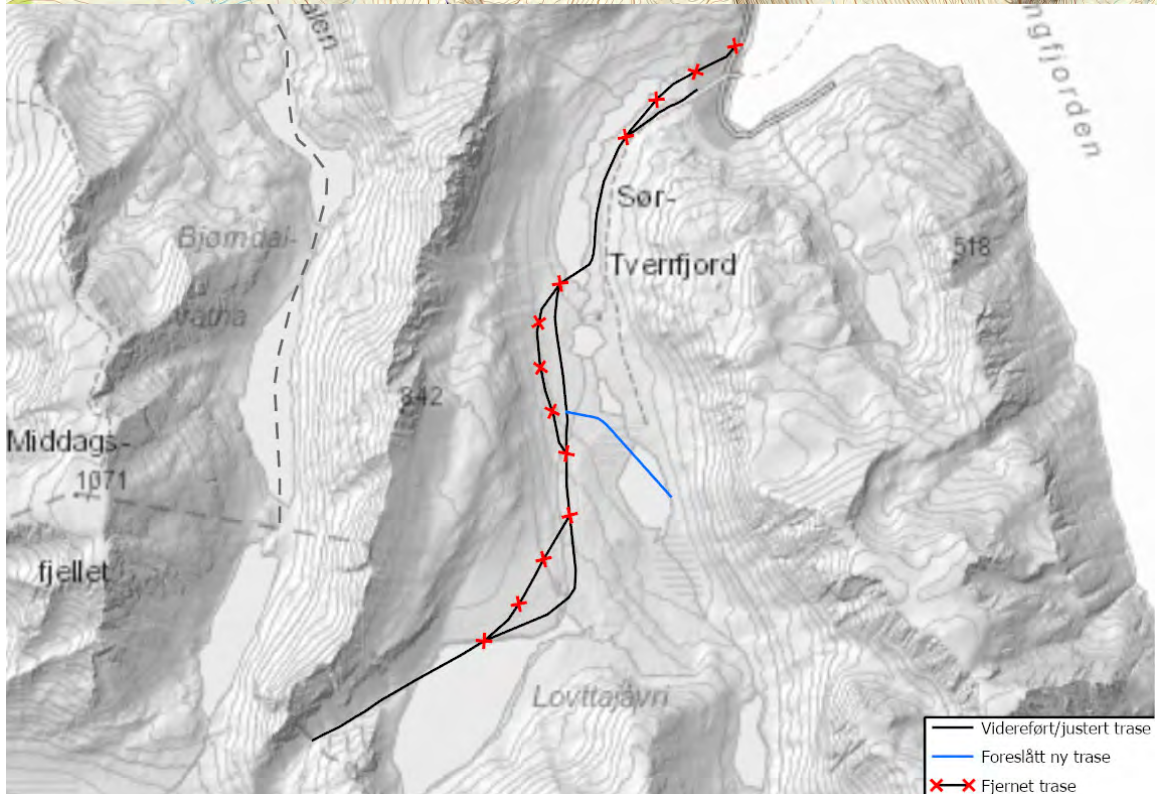 alen
ngfjorden
Sør-
Tverrfjord
518
Bjørndal-
vatna
842
Middags-
1071
fjellet
Lovttajávri
Videreført/justert trase
Foreslått ny trase
Fjernet trase